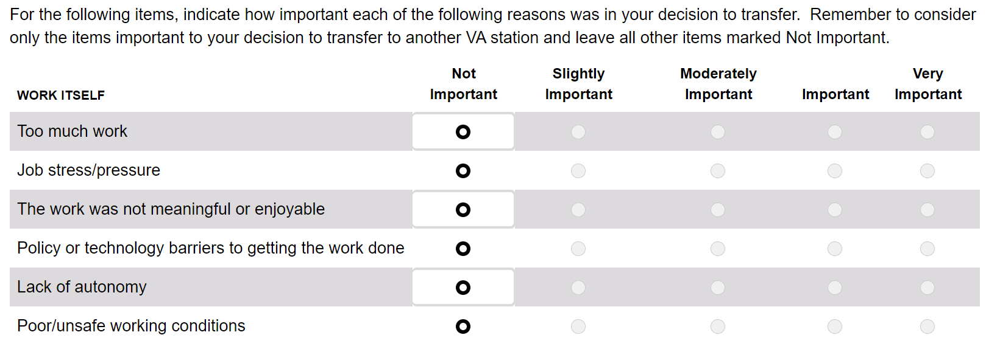 For the following items, indicate how important each of the following reasons was in your decision to transfer.  Remember to consider
only the items important to your decision to transfer to another VA station and leave all other items marked Not Important.
WORK ITSELF
Not Important
Slightly Important
Moderately Important
Important
Very Important
Too much work
Job stress/pressure
The work was not meaningful or enjoyable
Policy or technology barriers to getting the work done
Lack of autonomy
Poor/unsafe working conditions